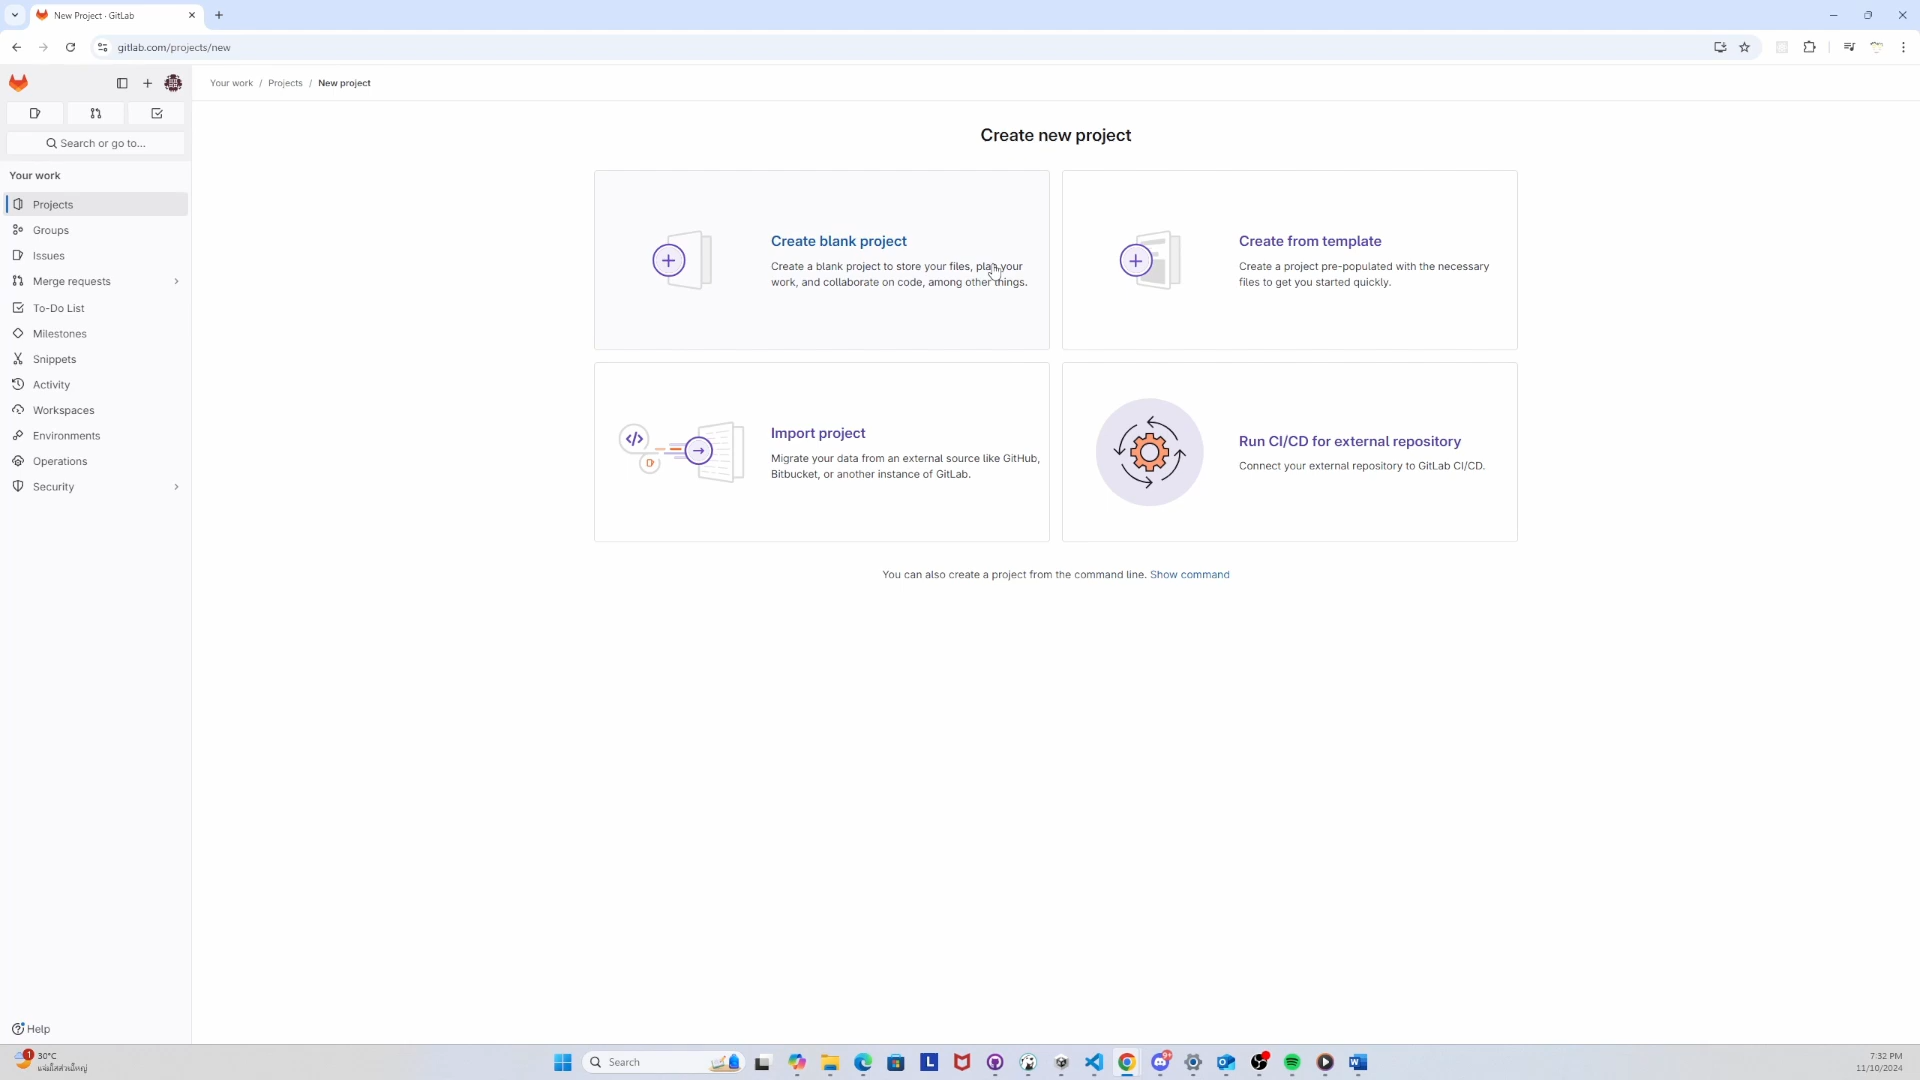 New Project · GitLab
gitlab.com/projects/new
Your work / Projects / New project
Search or go to...
Your work
Projects
Groups
Issues
Merge requests
To-Do List
Milestones
Snippets
Activity
Workspaces
Environments
Operations
Security
Help
Create new project
Create blank project
Create a blank project to store your files, plan your
work, and collaborate on code, among other things.
Create from template
Create a project pre-populated with the necessary
files to get you started quickly.
Import project
Migrate your data from an external source like GitHub,
Bitbucket, or another instance of GitLab.
Run CI/CD for external repository
Connect your external repository to GitLab CI/CD.
You can also create a project from the command line. Show command
1
30°C
Search
L
9+
7:32 PM
11/10/2024